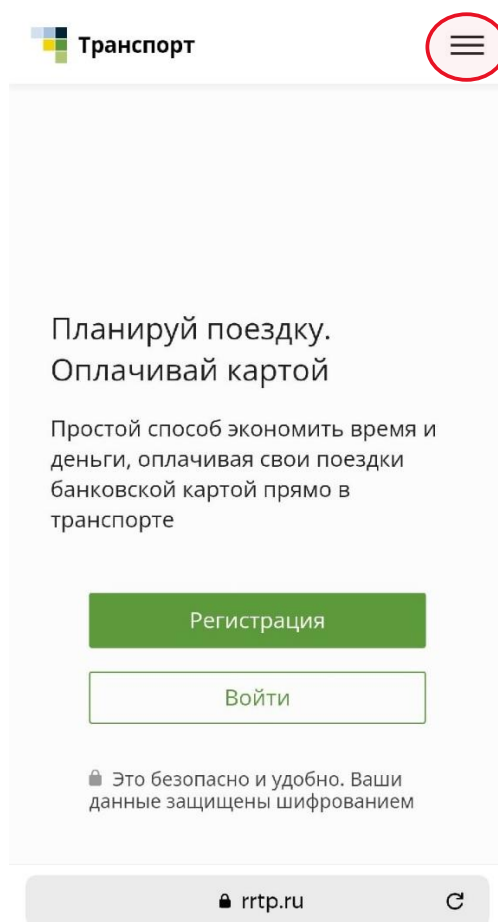 Транспорт
Планируй поездку.
Оплачивай картой
Простой способ экономить время и
деньги, оплачивая свои поездки
банковской картой прямо в
транспорте
Регистрация
Войти
Это безопасно и удобно. Ваши
данные защищены шифрованием
rrtp.ru